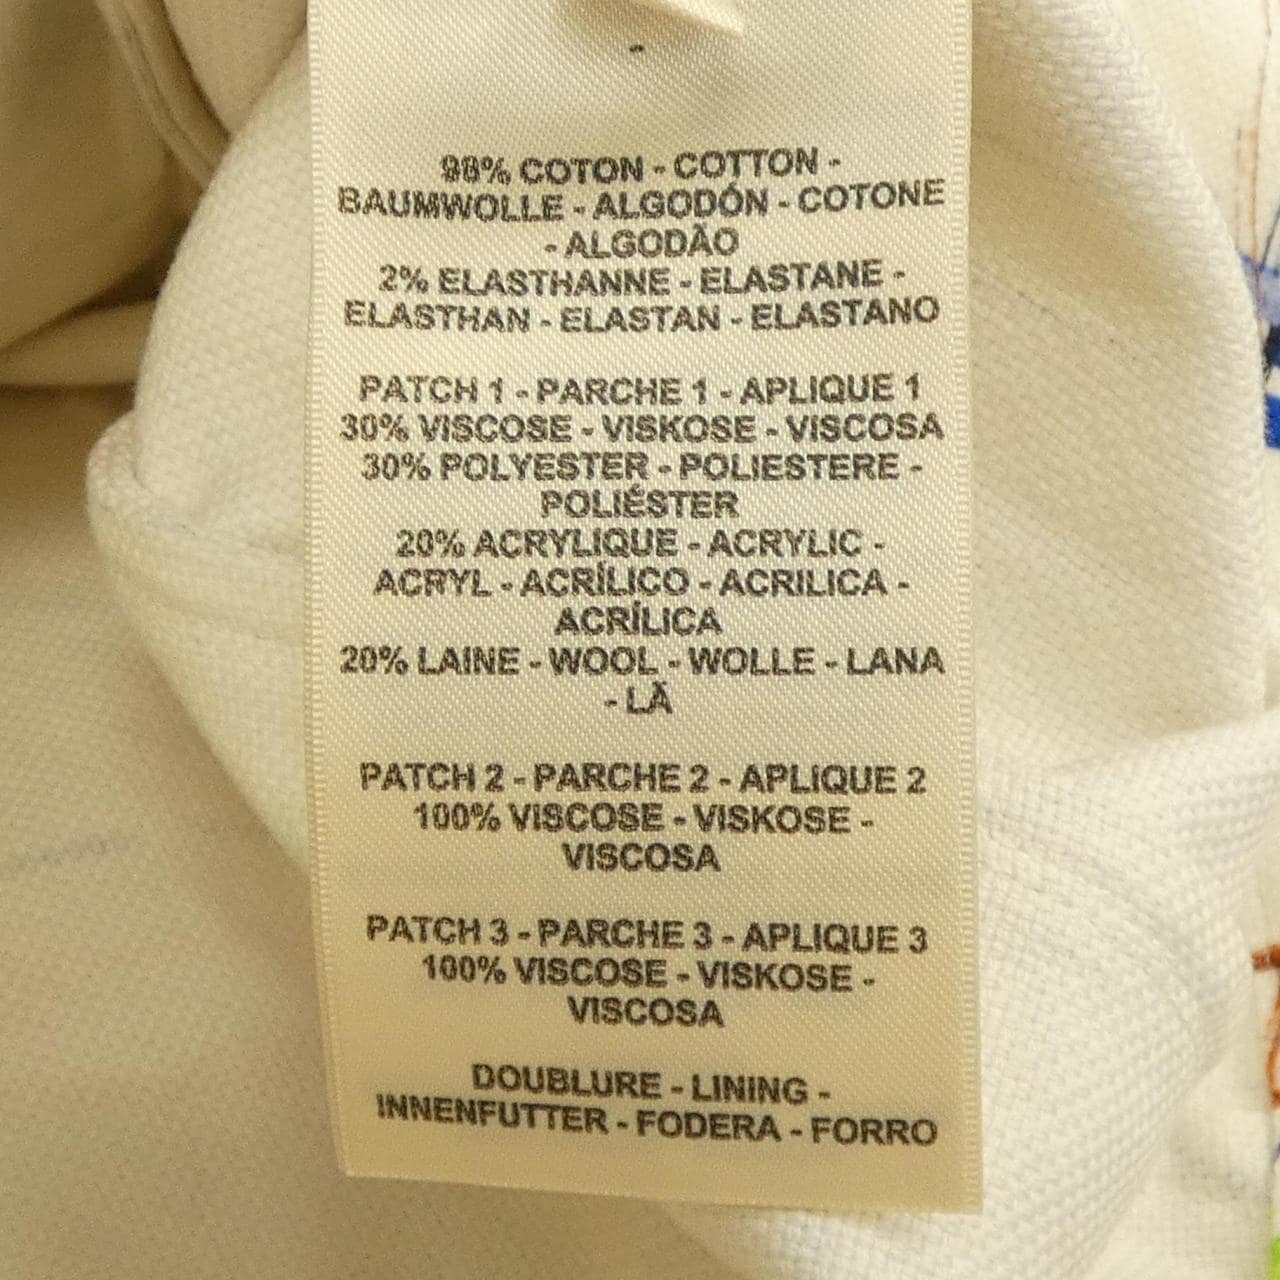 98% COTON - COTTON -
BAUMWOLLE - ALGODÓN - COTONE
- ALGODÃO
2% ELASTHANNE - ELASTANE -
ELASTHAN - ELASTAN - ELASTANO
PATCH 1 - PARCHE 1 - APLIQUE 1
30% VISCOSE - VISKOSE - VISCOSA
30% POLYESTER - POLIESTERE -
POLIÉSTER
20% ACRYLIQUE - ACRYLIC -
ACRYL - ACRÍLICO - ACRILICA -
ACRÍLICA
20% LAINE - WOOL - WOLLE - LANA
- LÃ
PATCH 2 - PARCHE 2 - APLIQUE 2
100% VISCOSE - VISKOSE -
VISCOSA
PATCH 3 - PARCHE 3 - APLIQUE 3
100% VISCOSE - VISKOSE -
VISCOSA
DOUBLURE - LINING -
INNENFUTTER - FODERA - FORRO